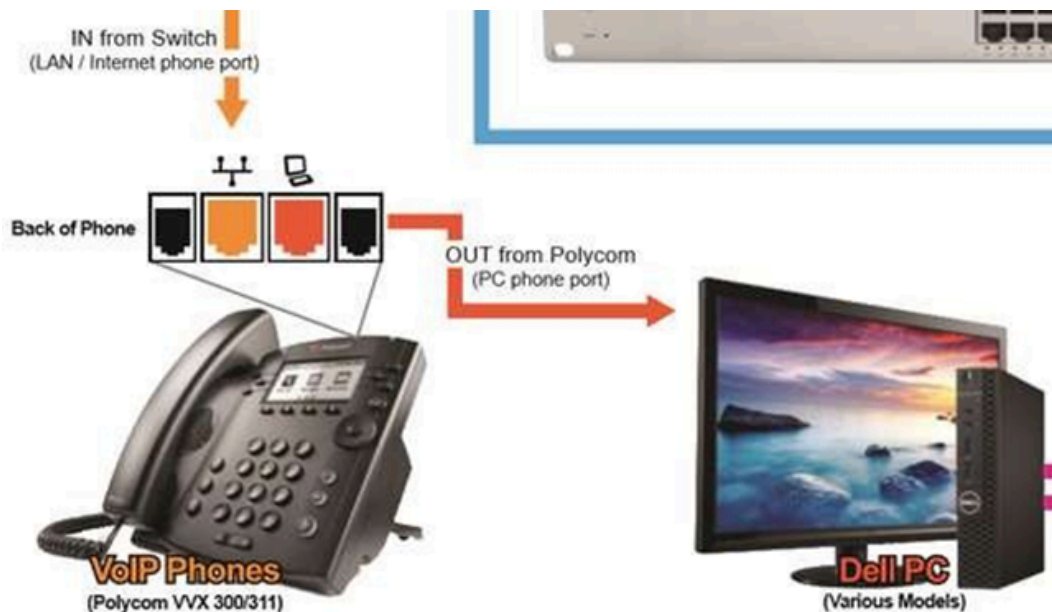 IN from Switch
(LAN / Internet phone port)
Back of Phone
OUT from Polycom
(PC phone port)
VoIP Phones
(Polycom VVX 300/311)
Dell PC
(Various Models)